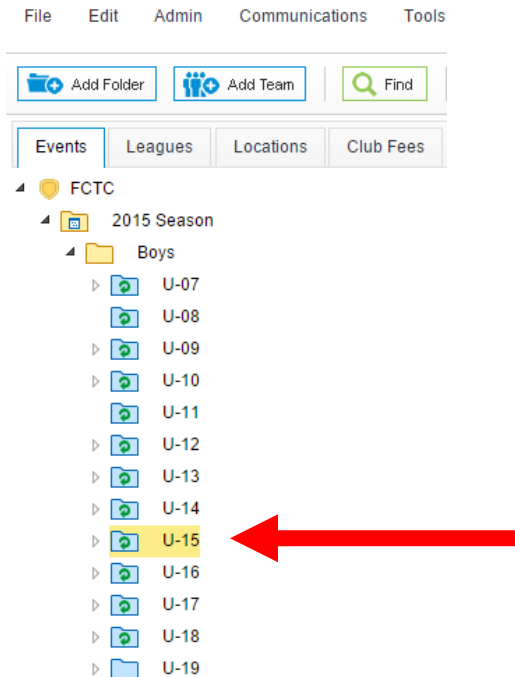 File Edit Admin Communications Tools
Add Folder Add Team Find
Events Leagues Locations Club Fees
FCTC
2015 Season
Boys
U-07
U-08
U-09
U-10
U-11
U-12
U-13
U-14
U-15
U-16
U-17
U-18
U-19